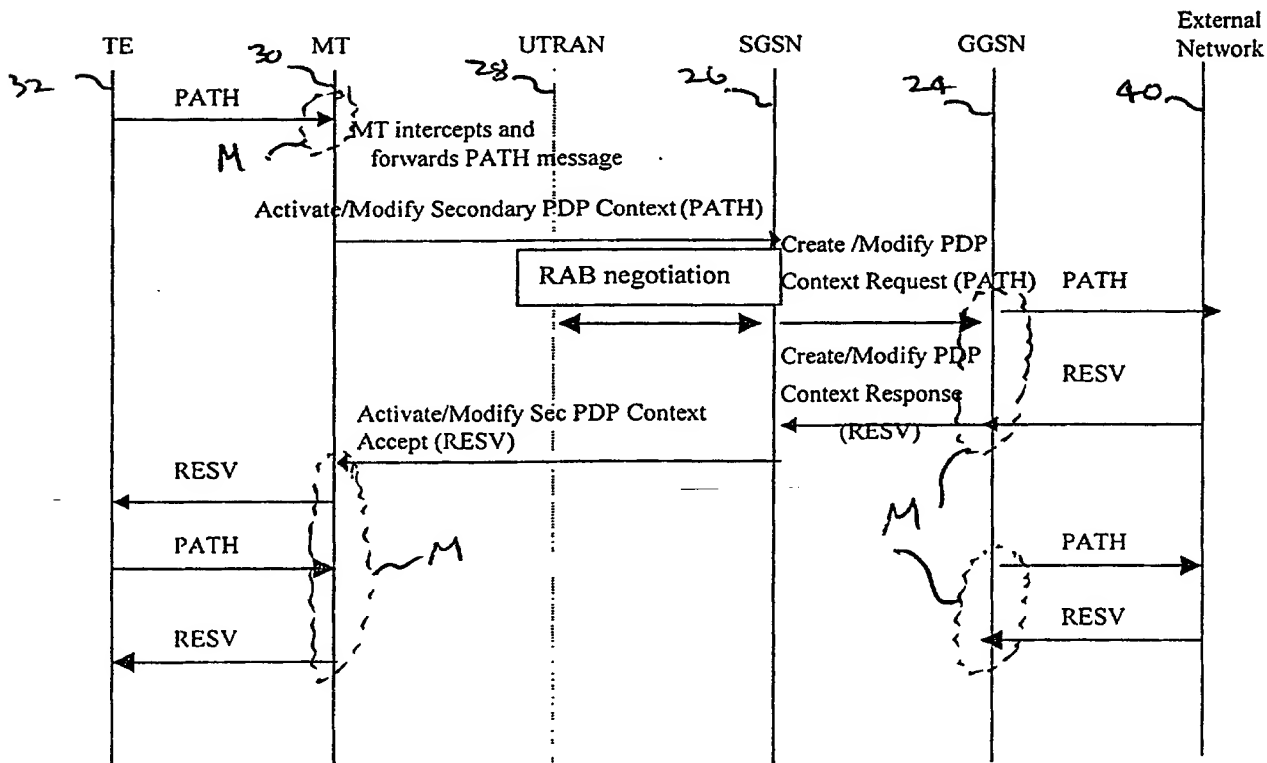 External
TE MT UTRAN SGSN GGSN Network
32 30 28 26 24 40
PATH
MT intercepts and
forwards PATH message
M
Activate/Modify Secondary PDP Context (PATH)
Create /Modify PDP
RAB negotiation
Context Request (PATH)
PATH
Create/Modify PDP
RESV
Context Response
Activate/Modify Sec PDP Context
(RESV)
Accept (RESV)
RESV
M
PATH
M
PATH
RESV
RESV